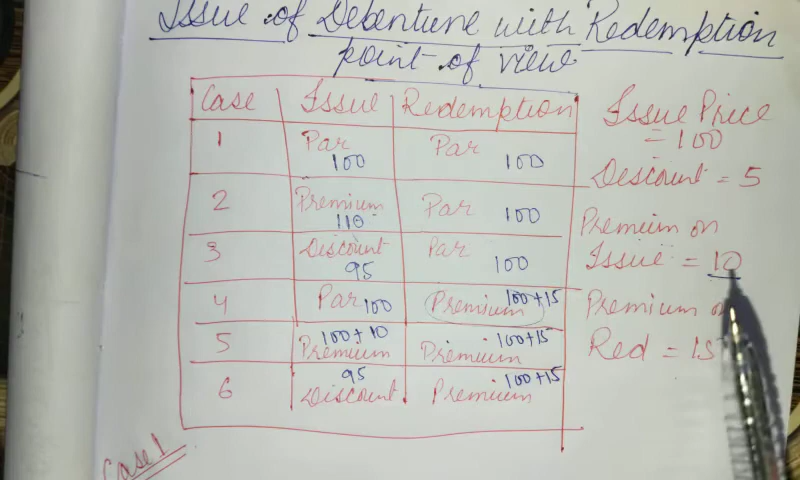 Issue of Debenture with Redemption
point of view
Case Issue Redemption
1 Par 100 Par 100
2 Premium 110 Par 100
3 Discount 95 Par 100
4 Par 100 Premium 100+15
5 100+10 Premium 100+15 Premium
6 95 Discount 100+15 Premium
Issue Price
= 100
Discount = 5
Premium on
Issue = 10
Premium
Red = 15
Case 1